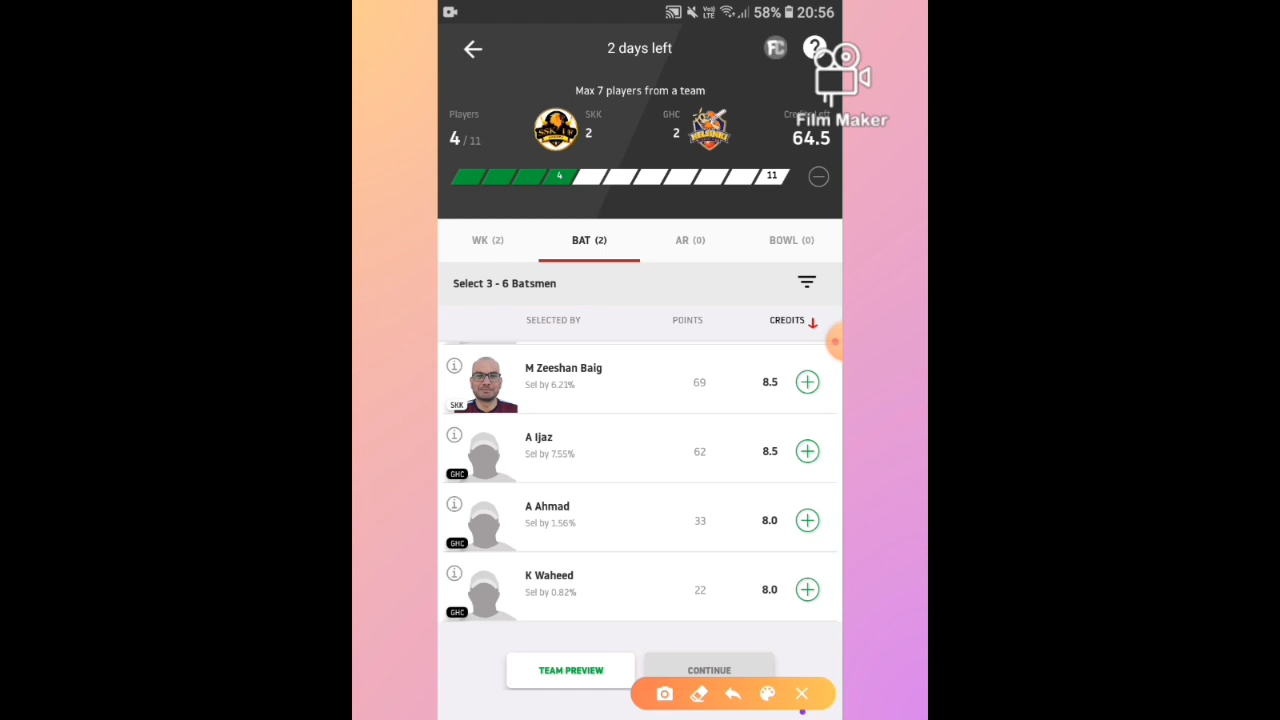 Vo) LTE 58% 20:56
2 days left
FC ?
Film Maker
Max 7 players from a team
Players SKK GHC
4 / 11 2 2 64.5
4 11
WK (2) BAT (2) AR (0) BOWL (0)
Select 3 - 6 Batsmen
SELECTED BY POINTS CREDITS
M Zeeshan Baig
Sel by 6.21% 69 8.5
SKK
A Ijaz
Sel by 7.55% 62 8.5
GHC
A Ahmad
Sel by 1.56% 33 8.0
GHC
K Waheed
Sel by 0.82% 22 8.0
GHC
TEAM PREVIEW CONTINUE